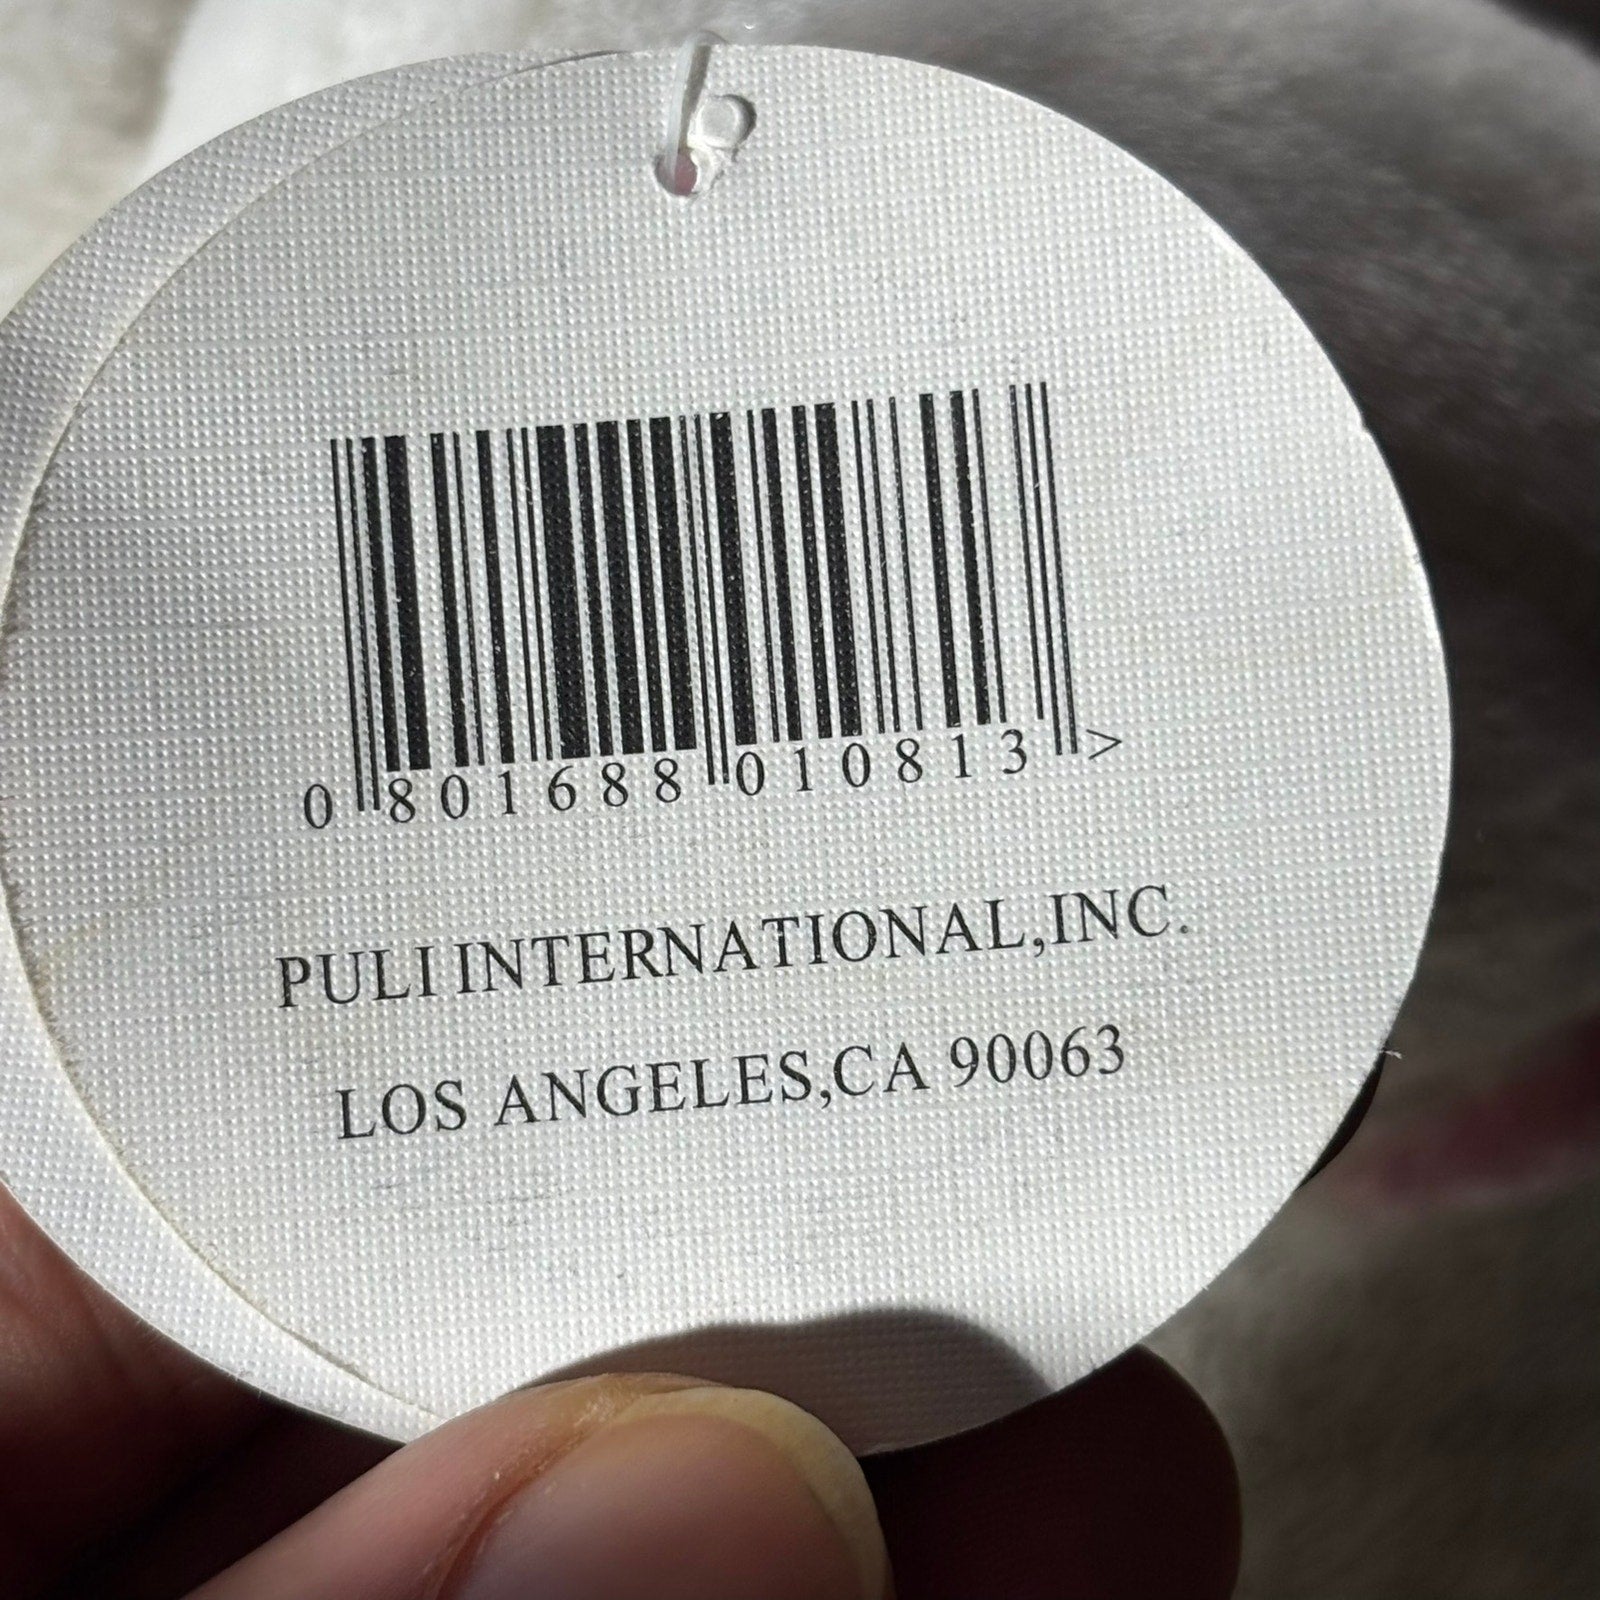 0 801688 010813 >
PULI INTERNATIONAL,INC.
LOS ANGELES,CA 90063